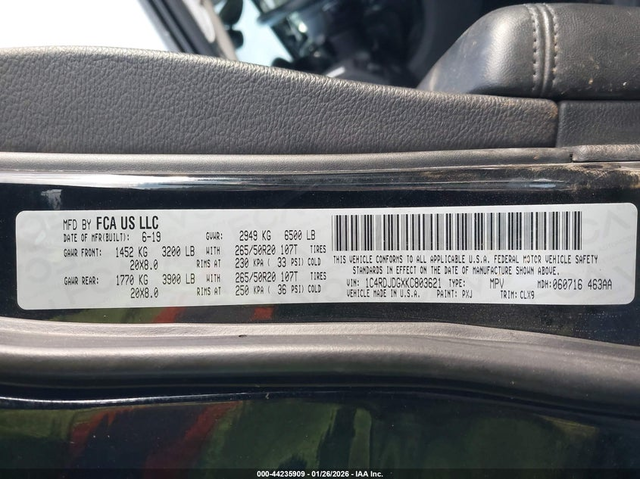 MFD BY FCA US LLC
DATE OF MFR(BUILT): 6-19 GVWR: 2949 KG 6500 LB
GAWR FRONT: 1452 KG 3200 LB WITH 265/50R20 107T TIRES
20X8.0 RIMS AT 230 KPA ( 33 PSI) COLD
GAWR REAR: 1770 KG 3900 LB WITH 265/50R20 107T TIRES
20X8.0 RIMS AT 250 KPA ( 36 PSI) COLD
THIS VEHICLE CONFORMS TO ALL APPLICABLE U.S.A. FEDERAL MOTOR VEHICLE SAFETY
STANDARDS IN EFFECT ON THE DATE OF MANUFACTURE SHOWN ABOVE.
VIN: 1C4RDJDGXKC803621 TYPE: MPV MDH: 060716 463AA
VEHICLE MADE IN U.S.A. PAINT: PXJ TRIM: CLX9
000-44235909 | 01/26/2026 | IAA Inc.